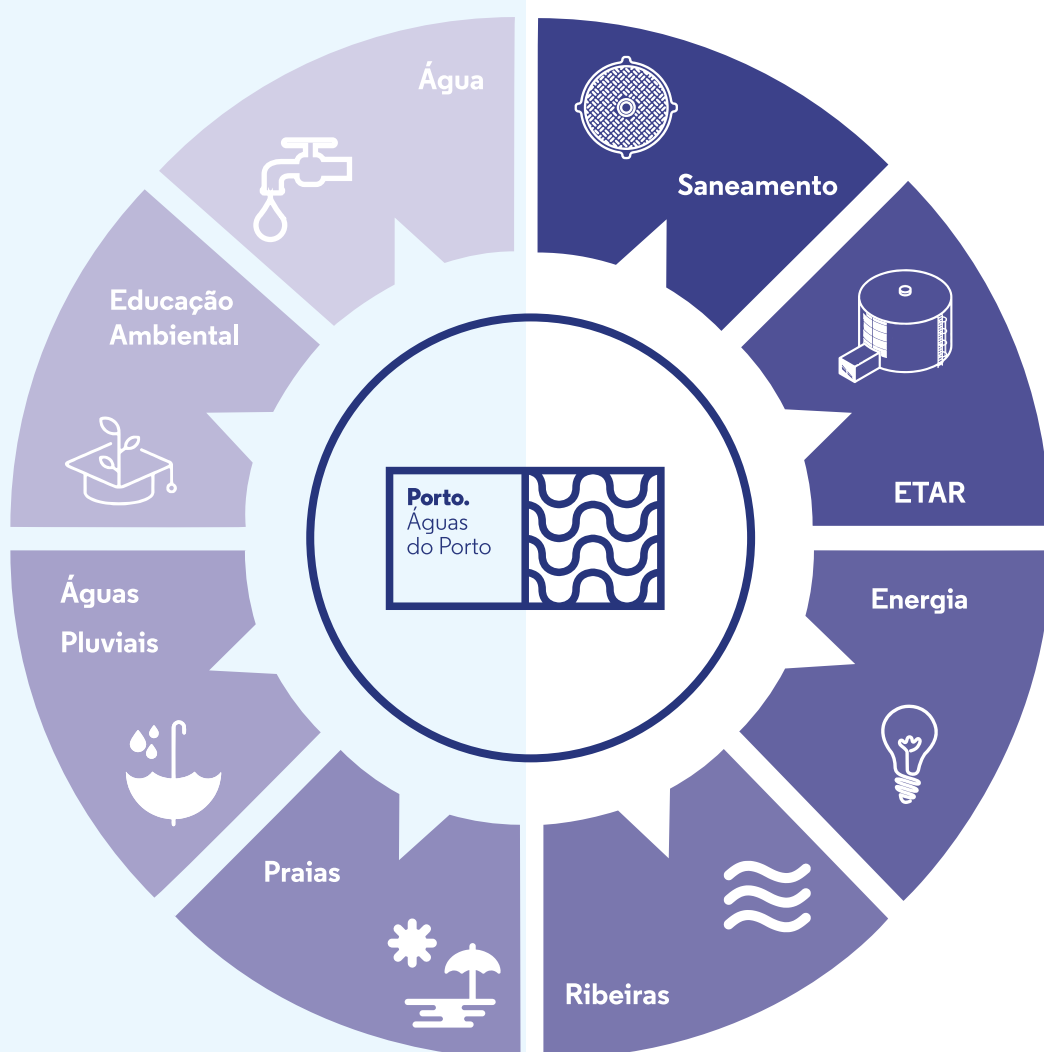 Água
Saneamento
Educação
Ambiental
ETAR
Porto.
Águas
do Porto
Águas
Pluviais
Energia
Praias
Ribeiras